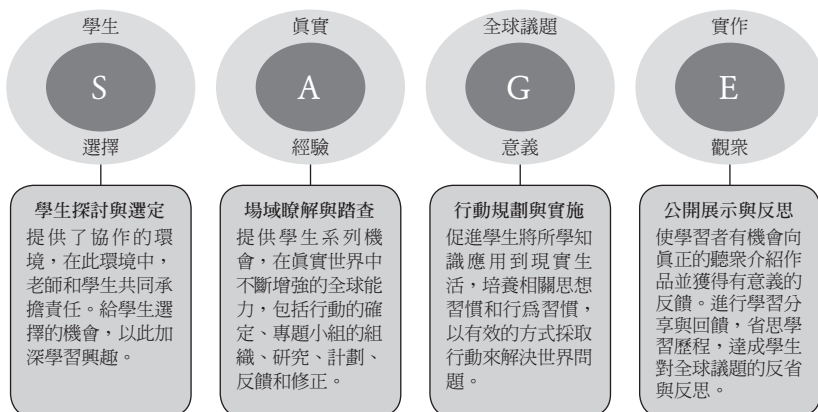 學生
S
選擇
學生探討與選定
提供了協作的環
境，在此環境中，
老師和學生共同承
擔責任。給學生選
擇的機會，以此加
深學習興趣。
眞實
A
經驗
場域瞭解與踏查
提供學生系列機
會，在眞實世界中
不斷增強的全球能
力，包括行動的確
定、專題小組的組
織、研究、計劃、
反饋和修正。
全球議題
G
意義
行動規劃與實施
促進學生將所學知
識應用到現實生
活，培養相關思想
習慣和行爲習慣，
以有效的方式採取
行動來解決世界問
題。
實作
E
觀衆
公開展示與反思
使學習者有機會向
眞正的聽衆介紹作
品並獲得有意義的
反饋。進行學習分
享與回饋，省思學
習歷程，達成學生
對全球議題的反省
與反思。